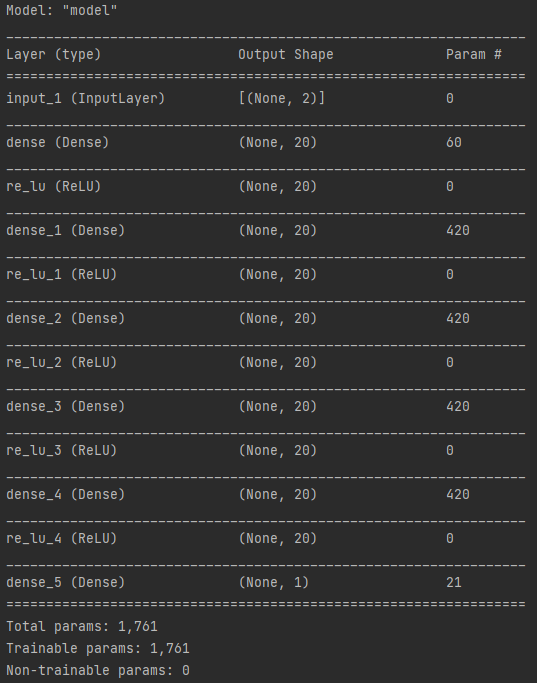 Model: "model"
_________________________________________________________________
Layer (type)                 Output Shape              Param #
=================================================================
input_1 (InputLayer)         [(None, 2)]               0
_________________________________________________________________
dense (Dense)                (None, 20)                60
_________________________________________________________________
re_lu (ReLU)                 (None, 20)                0
_________________________________________________________________
dense_1 (Dense)              (None, 20)                420
_________________________________________________________________
re_lu_1 (ReLU)               (None, 20)                0
_________________________________________________________________
dense_2 (Dense)              (None, 20)                420
_________________________________________________________________
re_lu_2 (ReLU)               (None, 20)                0
_________________________________________________________________
dense_3 (Dense)              (None, 20)                420
_________________________________________________________________
re_lu_3 (ReLU)               (None, 20)                0
_________________________________________________________________
dense_4 (Dense)              (None, 20)                420
_________________________________________________________________
re_lu_4 (ReLU)               (None, 20)                0
_________________________________________________________________
dense_5 (Dense)              (None, 1)                 21
=================================================================
Total params: 1,761
Trainable params: 1,761
Non-trainable params: 0